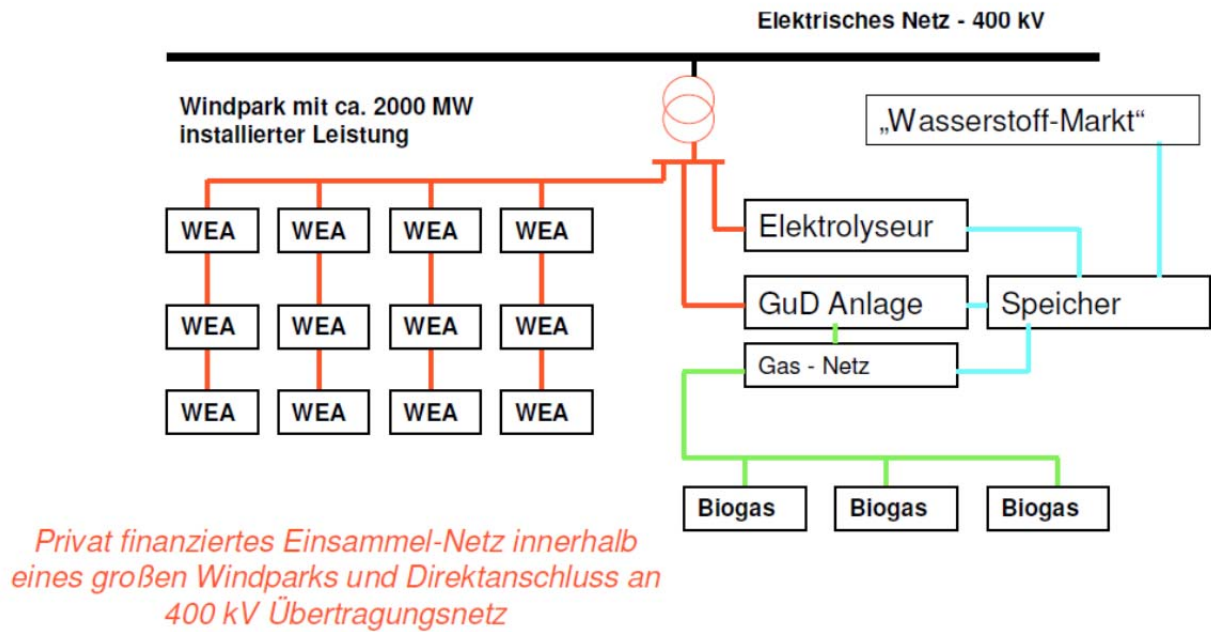 Elektrisches Netz - 400 kV
Windpark mit ca. 2000 MW
installierter Leistung
„Wasserstoff-Markt“
WEA WEA WEA WEA
Elektrolyseur
GuD Anlage
Speicher
WEA WEA WEA WEA
Gas - Netz
WEA WEA WEA WEA
Biogas Biogas Biogas
Privat finanziertes Einsammel-Netz innerhalb
eines großen Windparks und Direktanschluss an
400 kV Übertragungsnetz